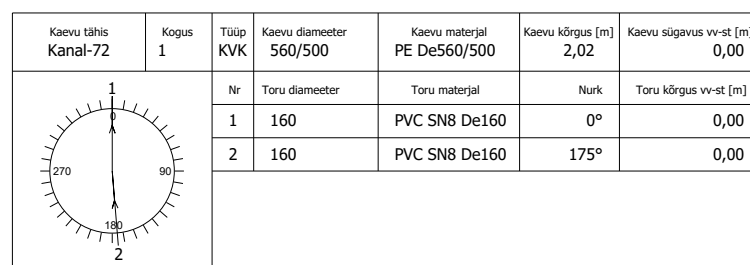 Kaevu tähis Kogus Tüüp Kaevu diameeter Kaevu materjal Kaevu kõrgus [m] Kaevu sügavus vv-st [m]
Kanal-72 1 KVK 560/500 PE De560/500 2,02 0,00
Nr Toru diameeter Toru materjal Nurk Toru kõrgus vv-st [m]
1 160 PVC SN8 De160 0° 0,00
2 160 PVC SN8 De160 175° 0,00
1
0
270 90
180
2